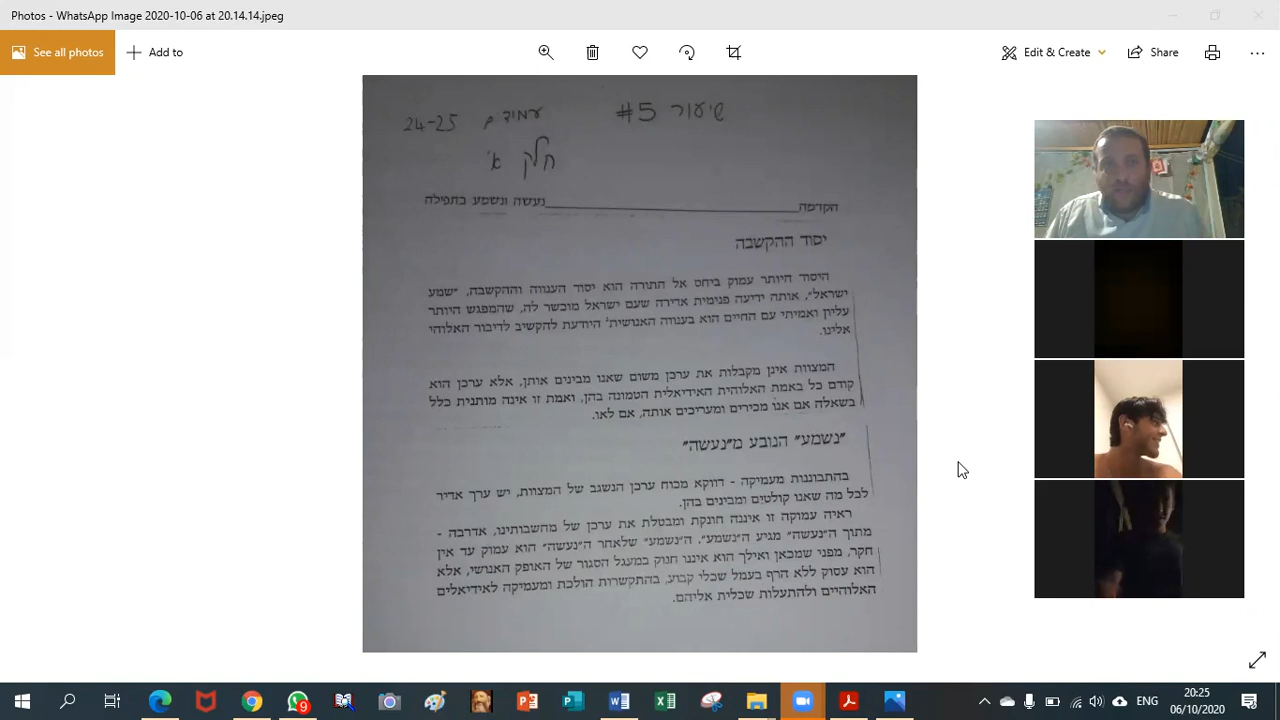 Photos - WhatsApp Image 2020-10-06 at 20.14.14.jpeg
See all photos
Add to
Edit & Create
Share
שיעור #5 עמודים 24-25
חלק א'
הקדמה נעשה ונשמע בתפילה
יסוד ההקשבה
היסוד היותר עמוק ביחס אל התורה הוא יסוד הענווה וההקשבה, "שמע
ישראל", אותה ידיעה פנימית אדירה שעם ישראל מוכשר לה, שהמפגש היותר
עליון ואמיתי עם החיים הוא בענווה האנושית היודעת להקשיב לדיבור האלוהי
אלינו.
המצוות אינן מקבלות את ערכן משום שאנו מבינים אותן, אלא ערכן הוא
קודם כל באמת האלוהית האידיאלית הטמונה בהן, ואמת זו אינה מותנית כלל
בשאלה אם אנו מכירים ומעריכים אותה, אם לאו.
"נשמע" הנובע מ"נעשה"
בהתבוננות מעמיקה - דווקא מכוח ערכן הנשגב של המצוות, יש ערך אדיר
לכל מה שאנו קולטים ומבינים בהן.
ראיה עמוקה זו איננה חונקת ומבטלת את ערכן של מחשבותינו, אדרבה -
מתוך ה"נעשה" מגיע ה"נשמע". ה"נשמע" שלאחר ה"נעשה" הוא עמוק עד אין
חקר, מפני שמכאן ואילך הוא איננו חנוק במעגל הסגור של האופק האנושי, אלא
הוא עסוק ללא הרף בעמל שכלי קבוע, בהתקשרות הולכת ומעמיקה לאידיאלים
האלוהיים ולהתעלות שכלית אליהם.
9
ENG
20:25
06/10/2020